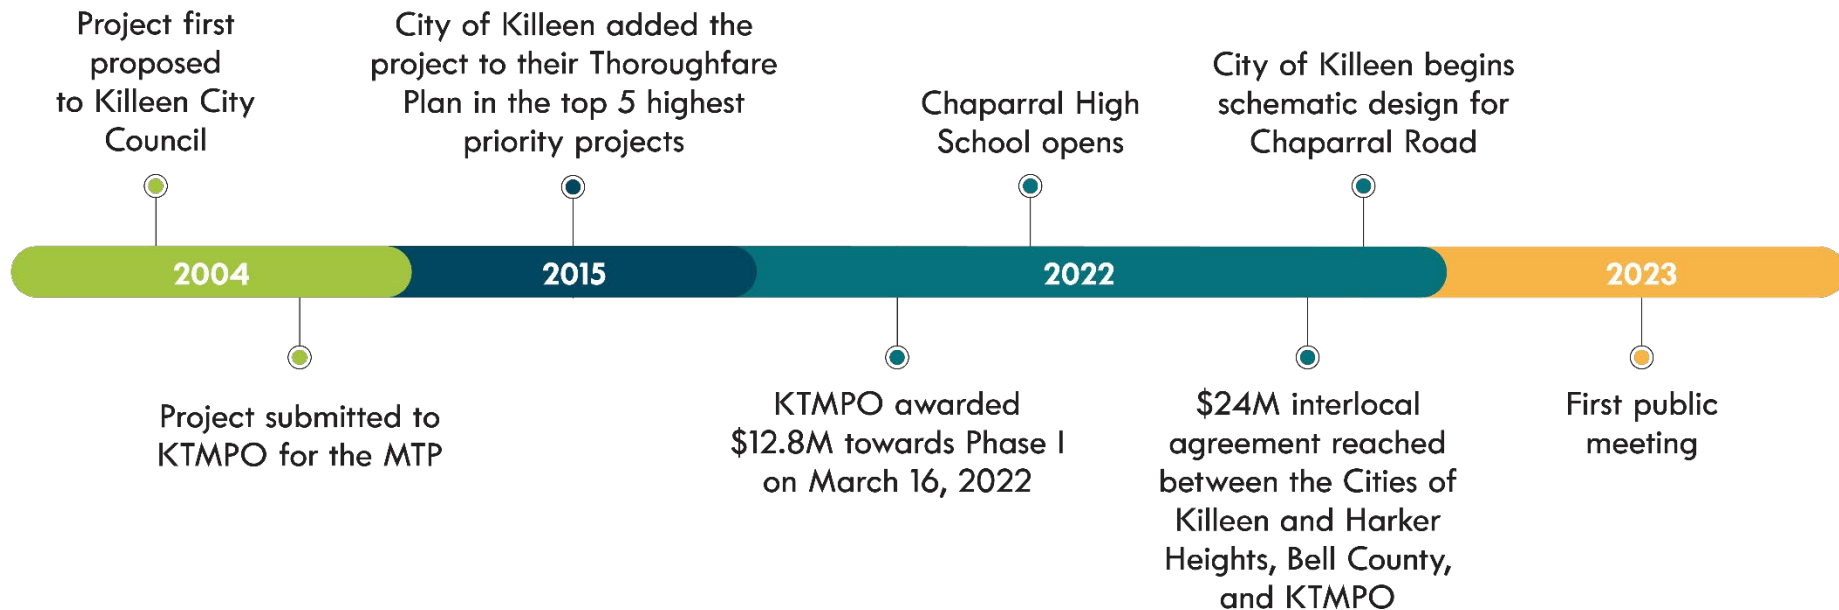 Project first
proposed
to Killeen City
Council
City of Killeen added the
project to their Thoroughfare
Plan in the top 5 highest
priority projects
Chaparral High
School opens
City of Killeen begins
schematic design for
Chaparral Road
2004
2015
2022
2023
Project submitted to
KTMPO for the MTP
KTMPO awarded
$12.8M towards Phase I
on March 16, 2022
$24M interlocal
agreement reached
between the Cities of
Killeen and Harker
Heights, Bell County,
and KTMPO
First public
meeting